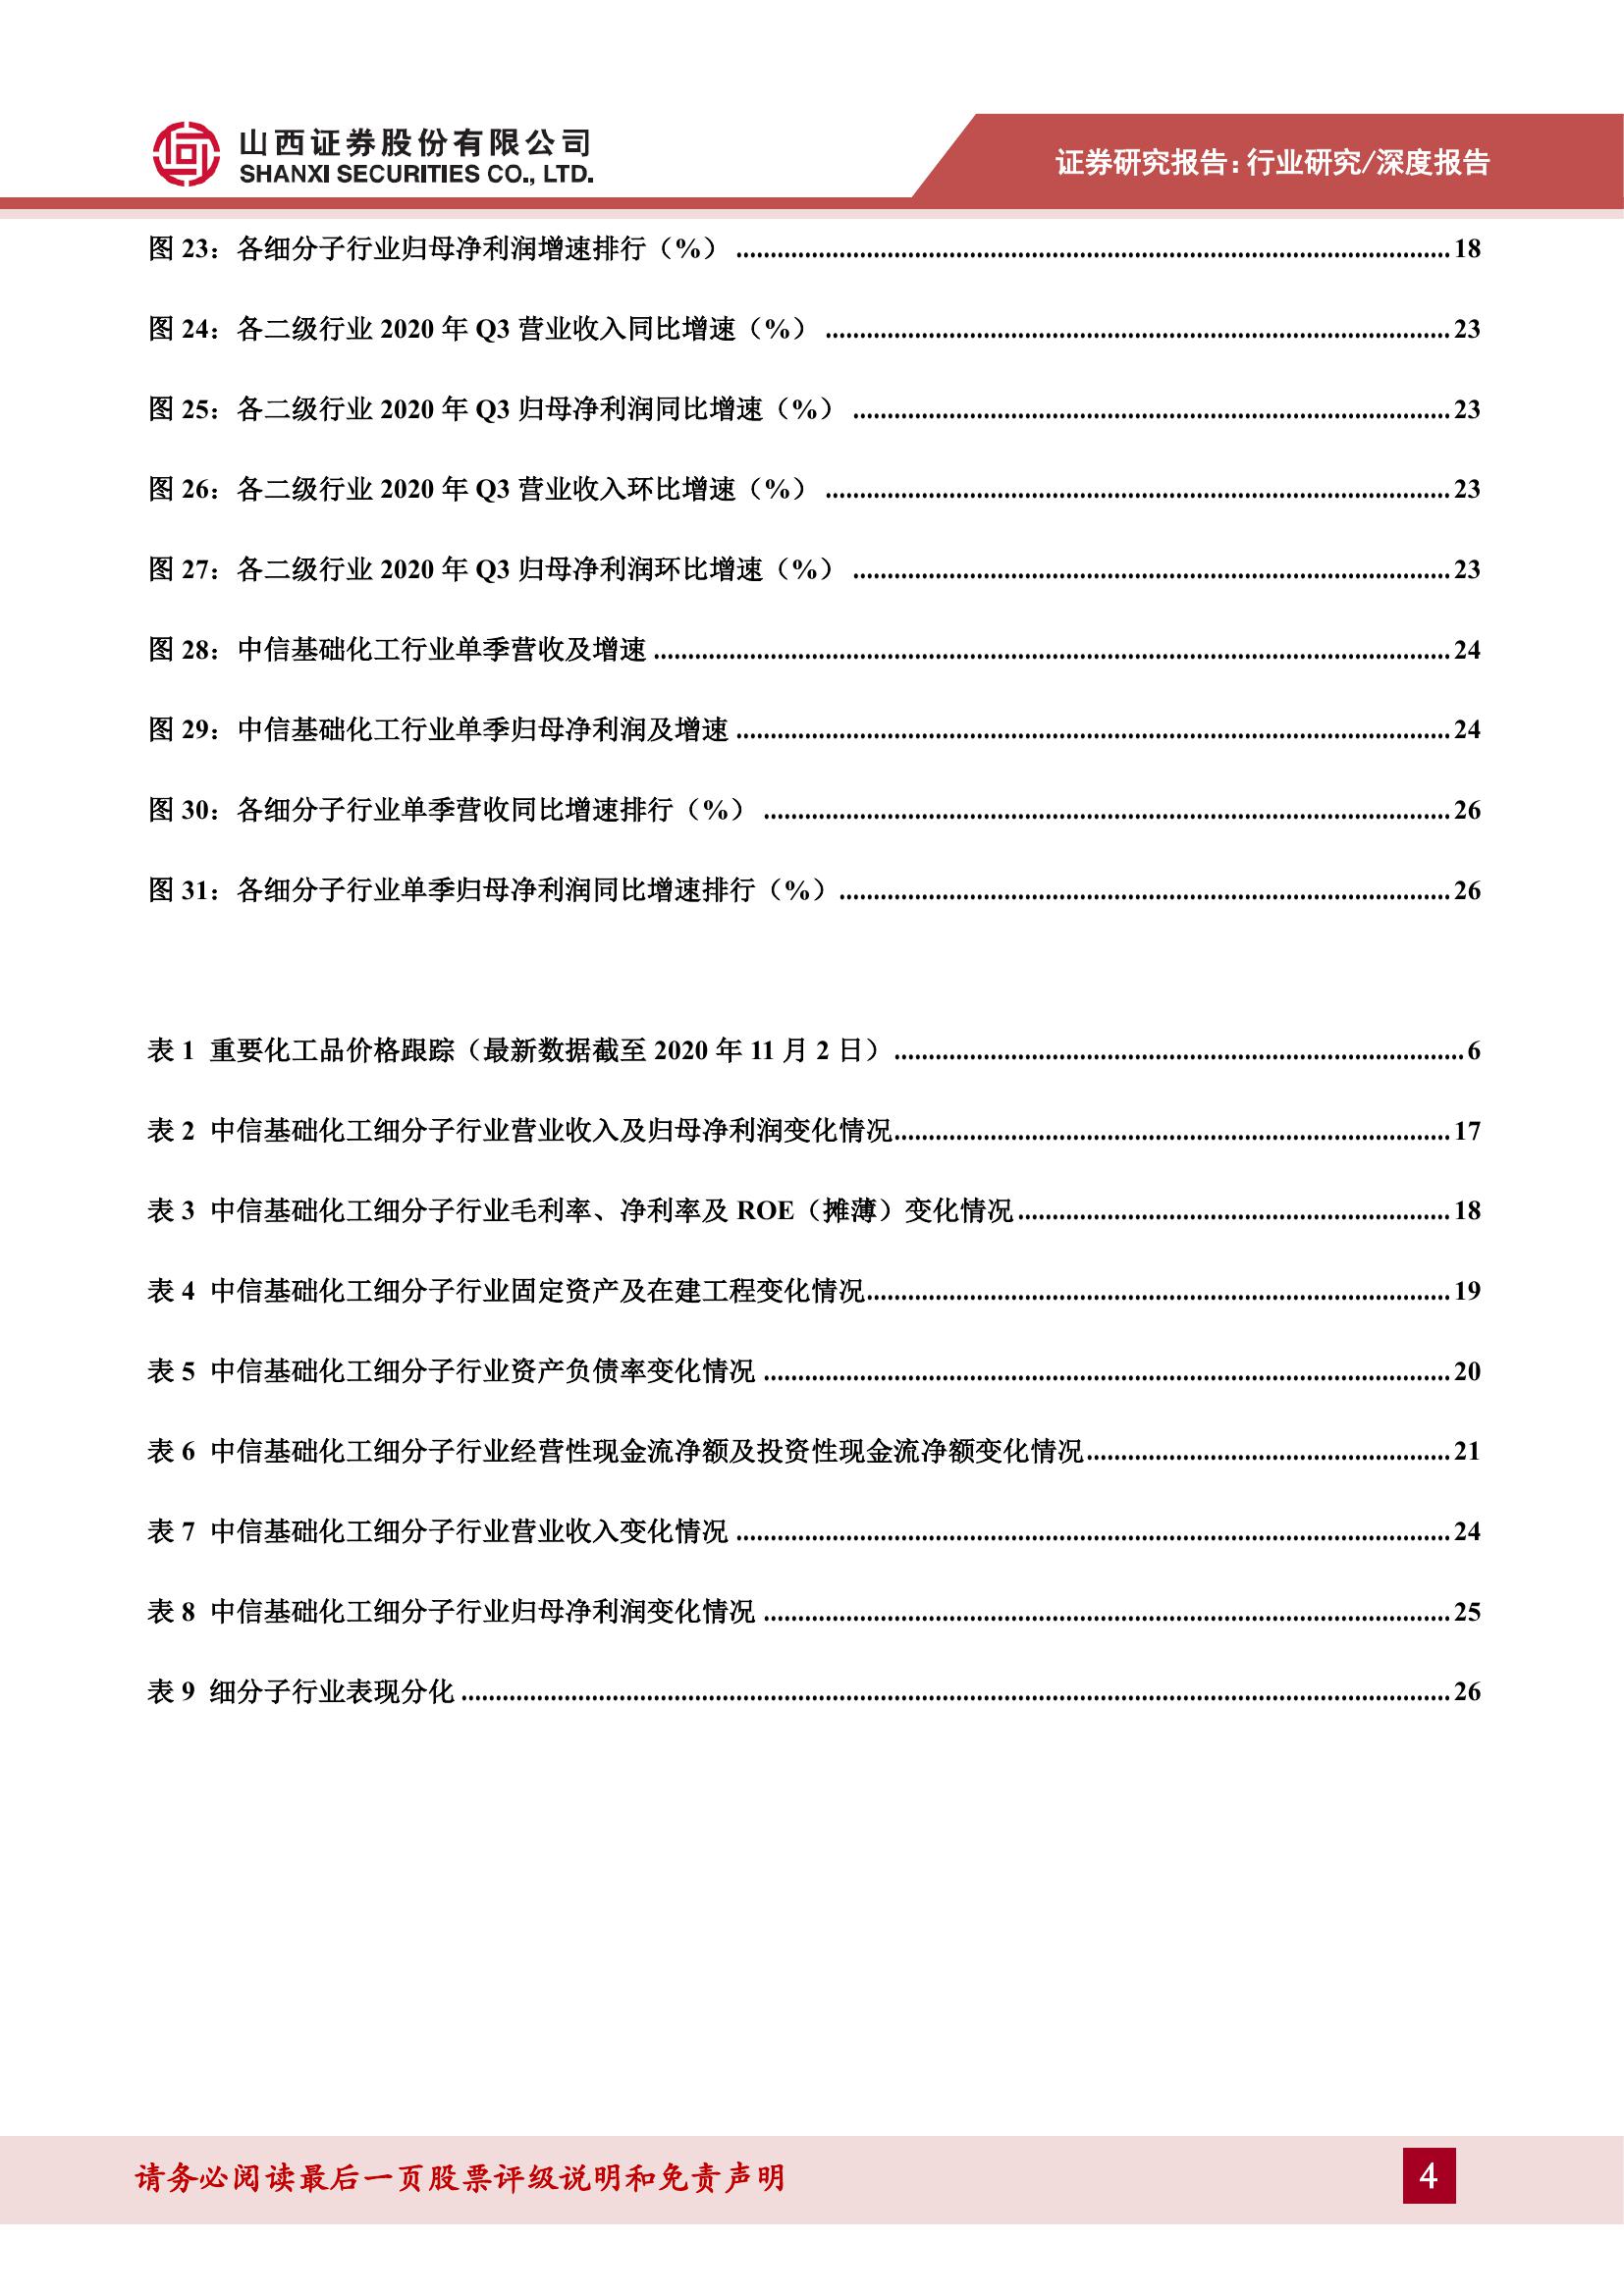 山西证券股份有限公司
SHANXI SECURITIES CO., LTD.
证券研究报告：行业研究/深度报告
图 23：各细分子行业归母净利润增速排行（%） ........ 18
图 24：各二级行业 2020 年 Q3 营业收入同比增速（%） ........ 23
图 25：各二级行业 2020 年 Q3 归母净利润同比增速（%） ........ 23
图 26：各二级行业 2020 年 Q3 营业收入环比增速（%） ........ 23
图 27：各二级行业 2020 年 Q3 归母净利润环比增速（%） ........ 23
图 28：中信基础化工行业单季营收及增速 ........ 24
图 29：中信基础化工行业单季归母净利润及增速 ........ 24
图 30：各细分子行业单季营收同比增速排行（%） ........ 26
图 31：各细分子行业单季归母净利润同比增速排行（%） ........ 26
表 1 重要化工品价格跟踪（最新数据截至 2020 年 11 月 2 日） ........ 6
表 2 中信基础化工细分子行业营业收入及归母净利润变化情况 ........ 17
表 3 中信基础化工细分子行业毛利率、净利率及 ROE（摊薄）变化情况 ........ 18
表 4 中信基础化工细分子行业固定资产及在建工程变化情况 ........ 19
表 5 中信基础化工细分子行业资产负债率变化情况 ........ 20
表 6 中信基础化工细分子行业经营性现金流净额及投资性现金流净额变化情况 ........ 21
表 7 中信基础化工细分子行业营业收入变化情况 ........ 24
表 8 中信基础化工细分子行业归母净利润变化情况 ........ 25
表 9 细分子行业表现分化 ........ 26
请务必阅读最后一页股票评级说明和免责声明
4